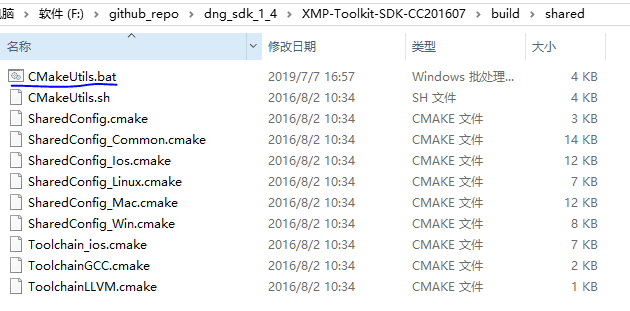 电脑 > 软件 (F:) > github_repo > dng_sdk_1_4 > XMP-Toolkit-SDK-CC201607 > build > shared
名称 修改日期 类型 大小
CMakeUtils.bat 2019/7/7 16:57 Windows 批处理... 4 KB
CMakeUtils.sh 2016/8/2 10:34 SH 文件 4 KB
SharedConfig.cmake 2016/8/2 10:34 CMAKE 文件 3 KB
SharedConfig_Common.cmake 2016/8/2 10:34 CMAKE 文件 14 KB
SharedConfig_Ios.cmake 2016/8/2 10:34 CMAKE 文件 12 KB
SharedConfig_Linux.cmake 2016/8/2 10:34 CMAKE 文件 7 KB
SharedConfig_Mac.cmake 2016/8/2 10:34 CMAKE 文件 12 KB
SharedConfig_Win.cmake 2016/8/2 10:34 CMAKE 文件 8 KB
Toolchain_ios.cmake 2016/8/2 10:34 CMAKE 文件 7 KB
ToolchainGCC.cmake 2016/8/2 10:34 CMAKE 文件 2 KB
ToolchainLLVM.cmake 2016/8/2 10:34 CMAKE 文件 1 KB